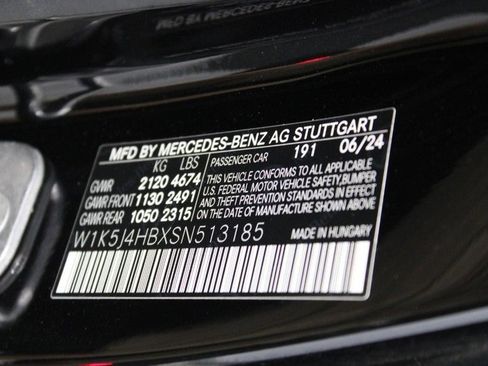 MFD BY MERCEDES-BENZ AG STUTTGART
KG LBS PASSENGER CAR 191 06/24
GVWR 2120 4674
GAWR FRONT 1130 2491
GAWR REAR 1050 2315
THIS VEHICLE CONFORMS TO ALL APPLICABLE
U.S. FEDERAL MOTOR VEHICLE SAFETY, BUMPER
AND THEFT PREVENTION STANDARDS IN EFFECT
ON THE DATE OF MANUFACTURE SHOWN ABOVE.
W1K5J4HBXSN513185 MADE IN HUNGARY